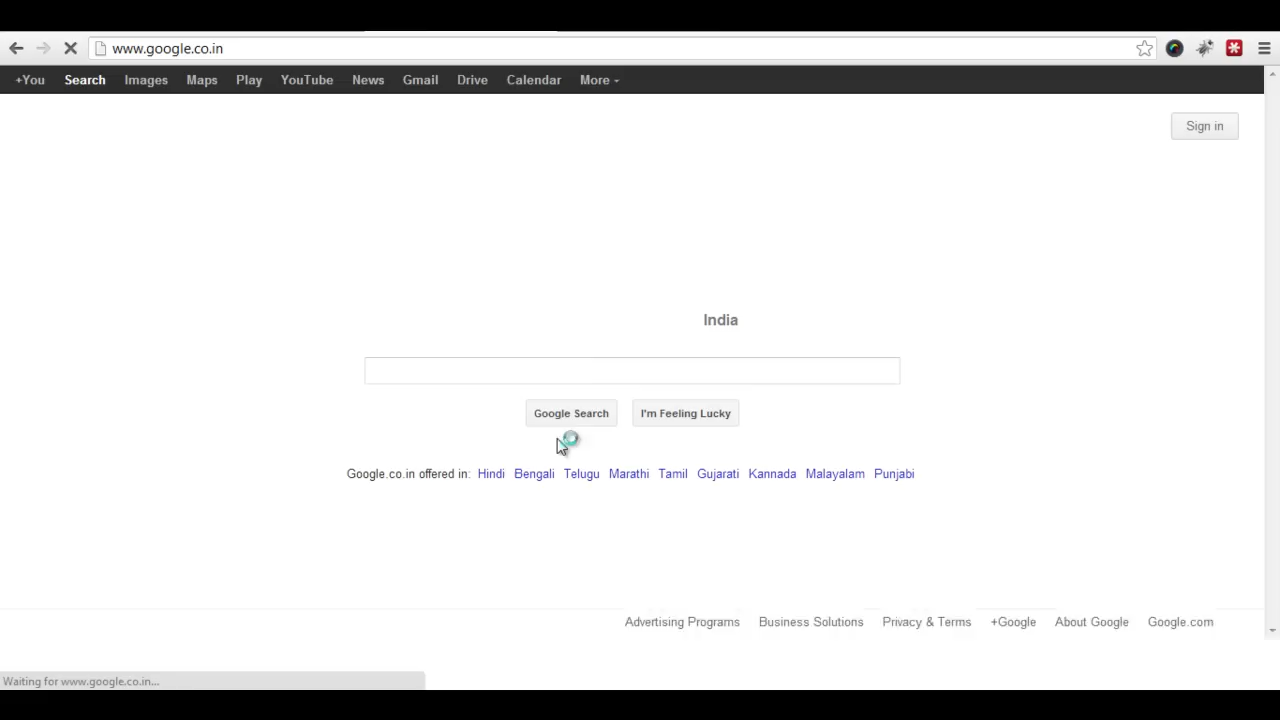 www.google.co.in
+You Search Images Maps Play YouTube News Gmail Drive Calendar More
Sign in
India
Google Search I'm Feeling Lucky
Google.co.in offered in: Hindi Bengali Telugu Marathi Tamil Gujarati Kannada Malayalam Punjabi
Advertising Programs Business Solutions Privacy & Terms +Google About Google Google.com
Waiting for www.google.co.in...